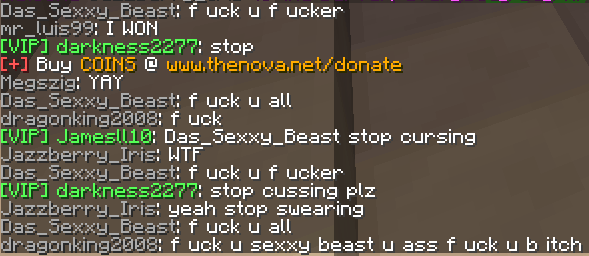 Das_Sexxy_Beast: f uck u f ucker
mr_luis99: I WON
[VIP] darkness2277: stop
[+] Buy COINS @ www.thenova.net/donate
Megszig: YAY
Das_Sexxy_Beast: f uck u all
dragonking2008: f uck
[VIP] Jamesll10: Das_Sexxy_Beast stop cursing
Jazzberry_Iris: WTF
Das_Sexxy_Beast: f uck u f ucker
[VIP] darkness2277: stop cussing plz
Jazzberry_Iris: yeah stop swearing
Das_Sexxy_Beast: f uck u all
dragonking2008: f uck u sexxy beast u ass f uck u b itch